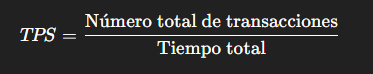 TPS = Número total de transacciones
Tiempo total